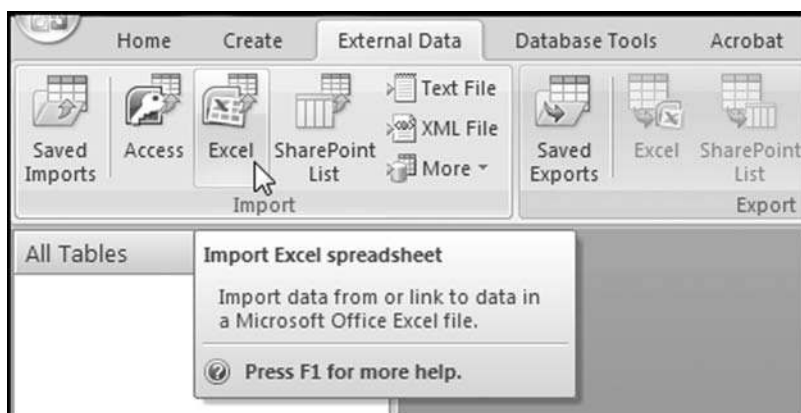 Home Create External Data Database Tools Acrobat
Saved Imports
Access
Excel
SharePoint List
Text File
XML File
More
Import
Saved Exports
Excel
SharePoint List
Export
All Tables
Import Excel spreadsheet
Import data from or link to data in
a Microsoft Office Excel file.
Press F1 for more help.